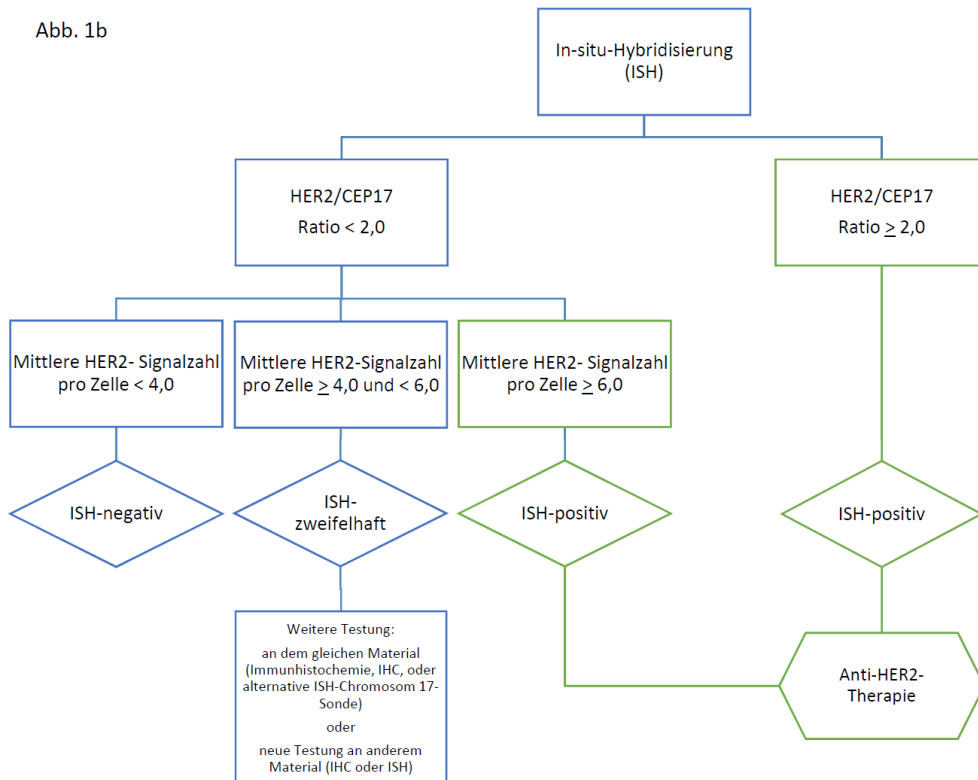 Abb. 1b
In-situ-Hybridisierung
(ISH)
HER2/CEP17
Ratio < 2,0
HER2/CEP17
Ratio ≥ 2,0
Mittlere HER2- Signalzahl
pro Zelle < 4,0
Mittlere HER2-Signalzahl
pro Zelle ≥ 4,0 und < 6,0
Mittlere HER2- Signalzahl
pro Zelle ≥ 6,0
ISH-negativ
ISH-
zweifelhaft
ISH-positiv
ISH-positiv
Weitere Testung:
an dem gleichen Material
(Immunhistochemie, IHC, oder
alternative ISH-Chromosom 17-
Sonde)
oder
neue Testung an anderem
Material (IHC oder ISH)
Anti-HER2-
Therapie